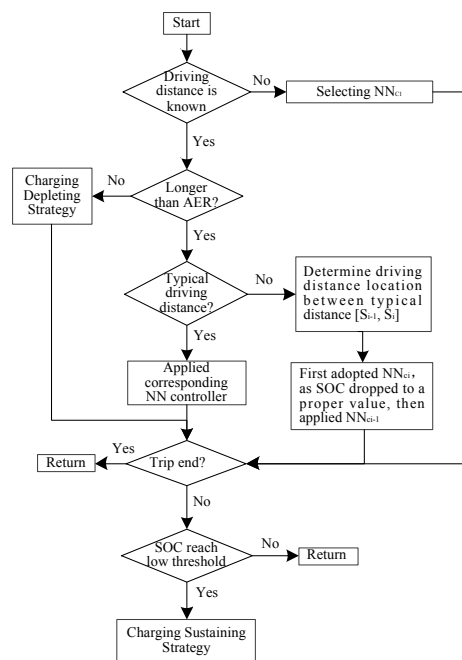 Start
Driving
distance is
known
No
Selecting NNc1
Yes
Charging
Depleting
Strategy
No
Longer
than AER?
Yes
Typical
driving
distance?
No
Determine driving
distance location
between typical
distance [Si-1, Si]
Yes
Applied
corresponding
NN controller
First adopted NNci,
as SOC dropped to a
proper value, then
applied NNci-1
Return
Yes
Trip end?
No
SOC reach
low threshold
No
Return
Yes
Charging Sustaining
Strategy